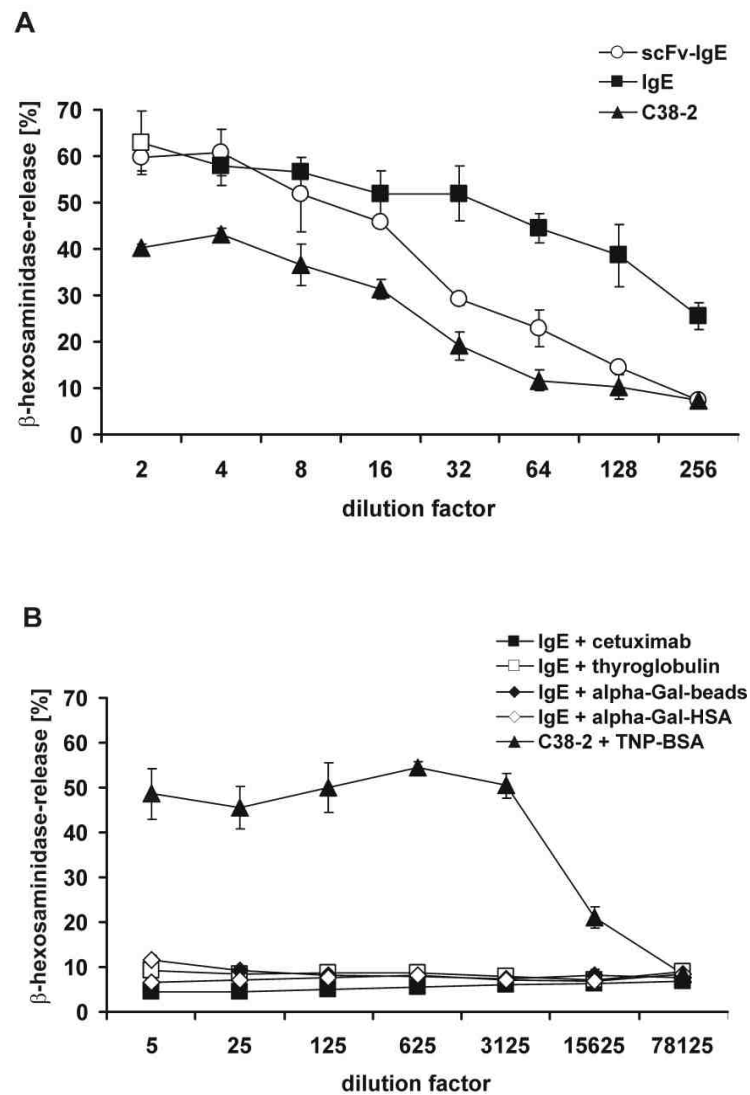 A
scFv-IgE
IgE
C38-2
β-hexosaminidase-release [%]
70
60
50
40
30
20
10
0
2 4 8 16 32 64 128 256
dilution factor
B
IgE + cetuximab
IgE + thyroglobulin
IgE + alpha-Gal-beads
IgE + alpha-Gal-HSA
C38-2 + TNP-BSA
β-hexosaminidase-release [%]
70
60
50
40
30
20
10
0
5 25 125 625 3125 15625 78125
dilution factor